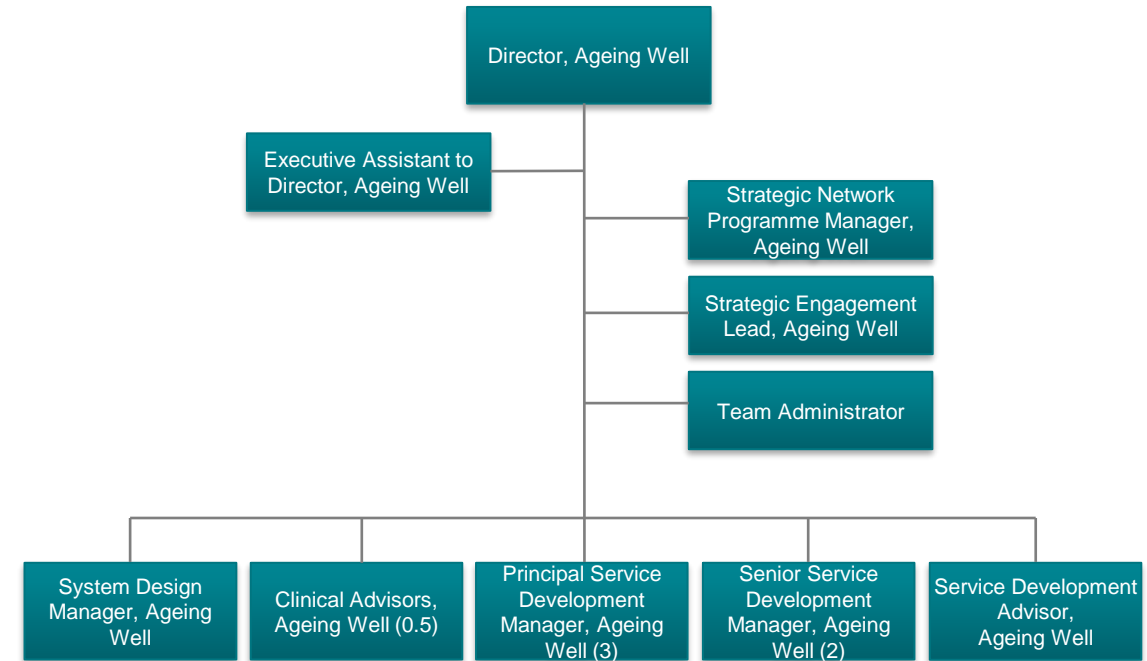 Director, Ageing Well
Executive Assistant to
Director, Ageing Well
Strategic Network
Programme Manager,
Ageing Well
Strategic Engagement
Lead, Ageing Well
Team Administrator
System Design
Manager, Ageing
Well
Clinical Advisors,
Ageing Well (0.5)
Principal Service
Development
Manager, Ageing
Well (3)
Senior Service
Development
Manager, Ageing
Well (2)
Service Development
Advisor,
Ageing Well